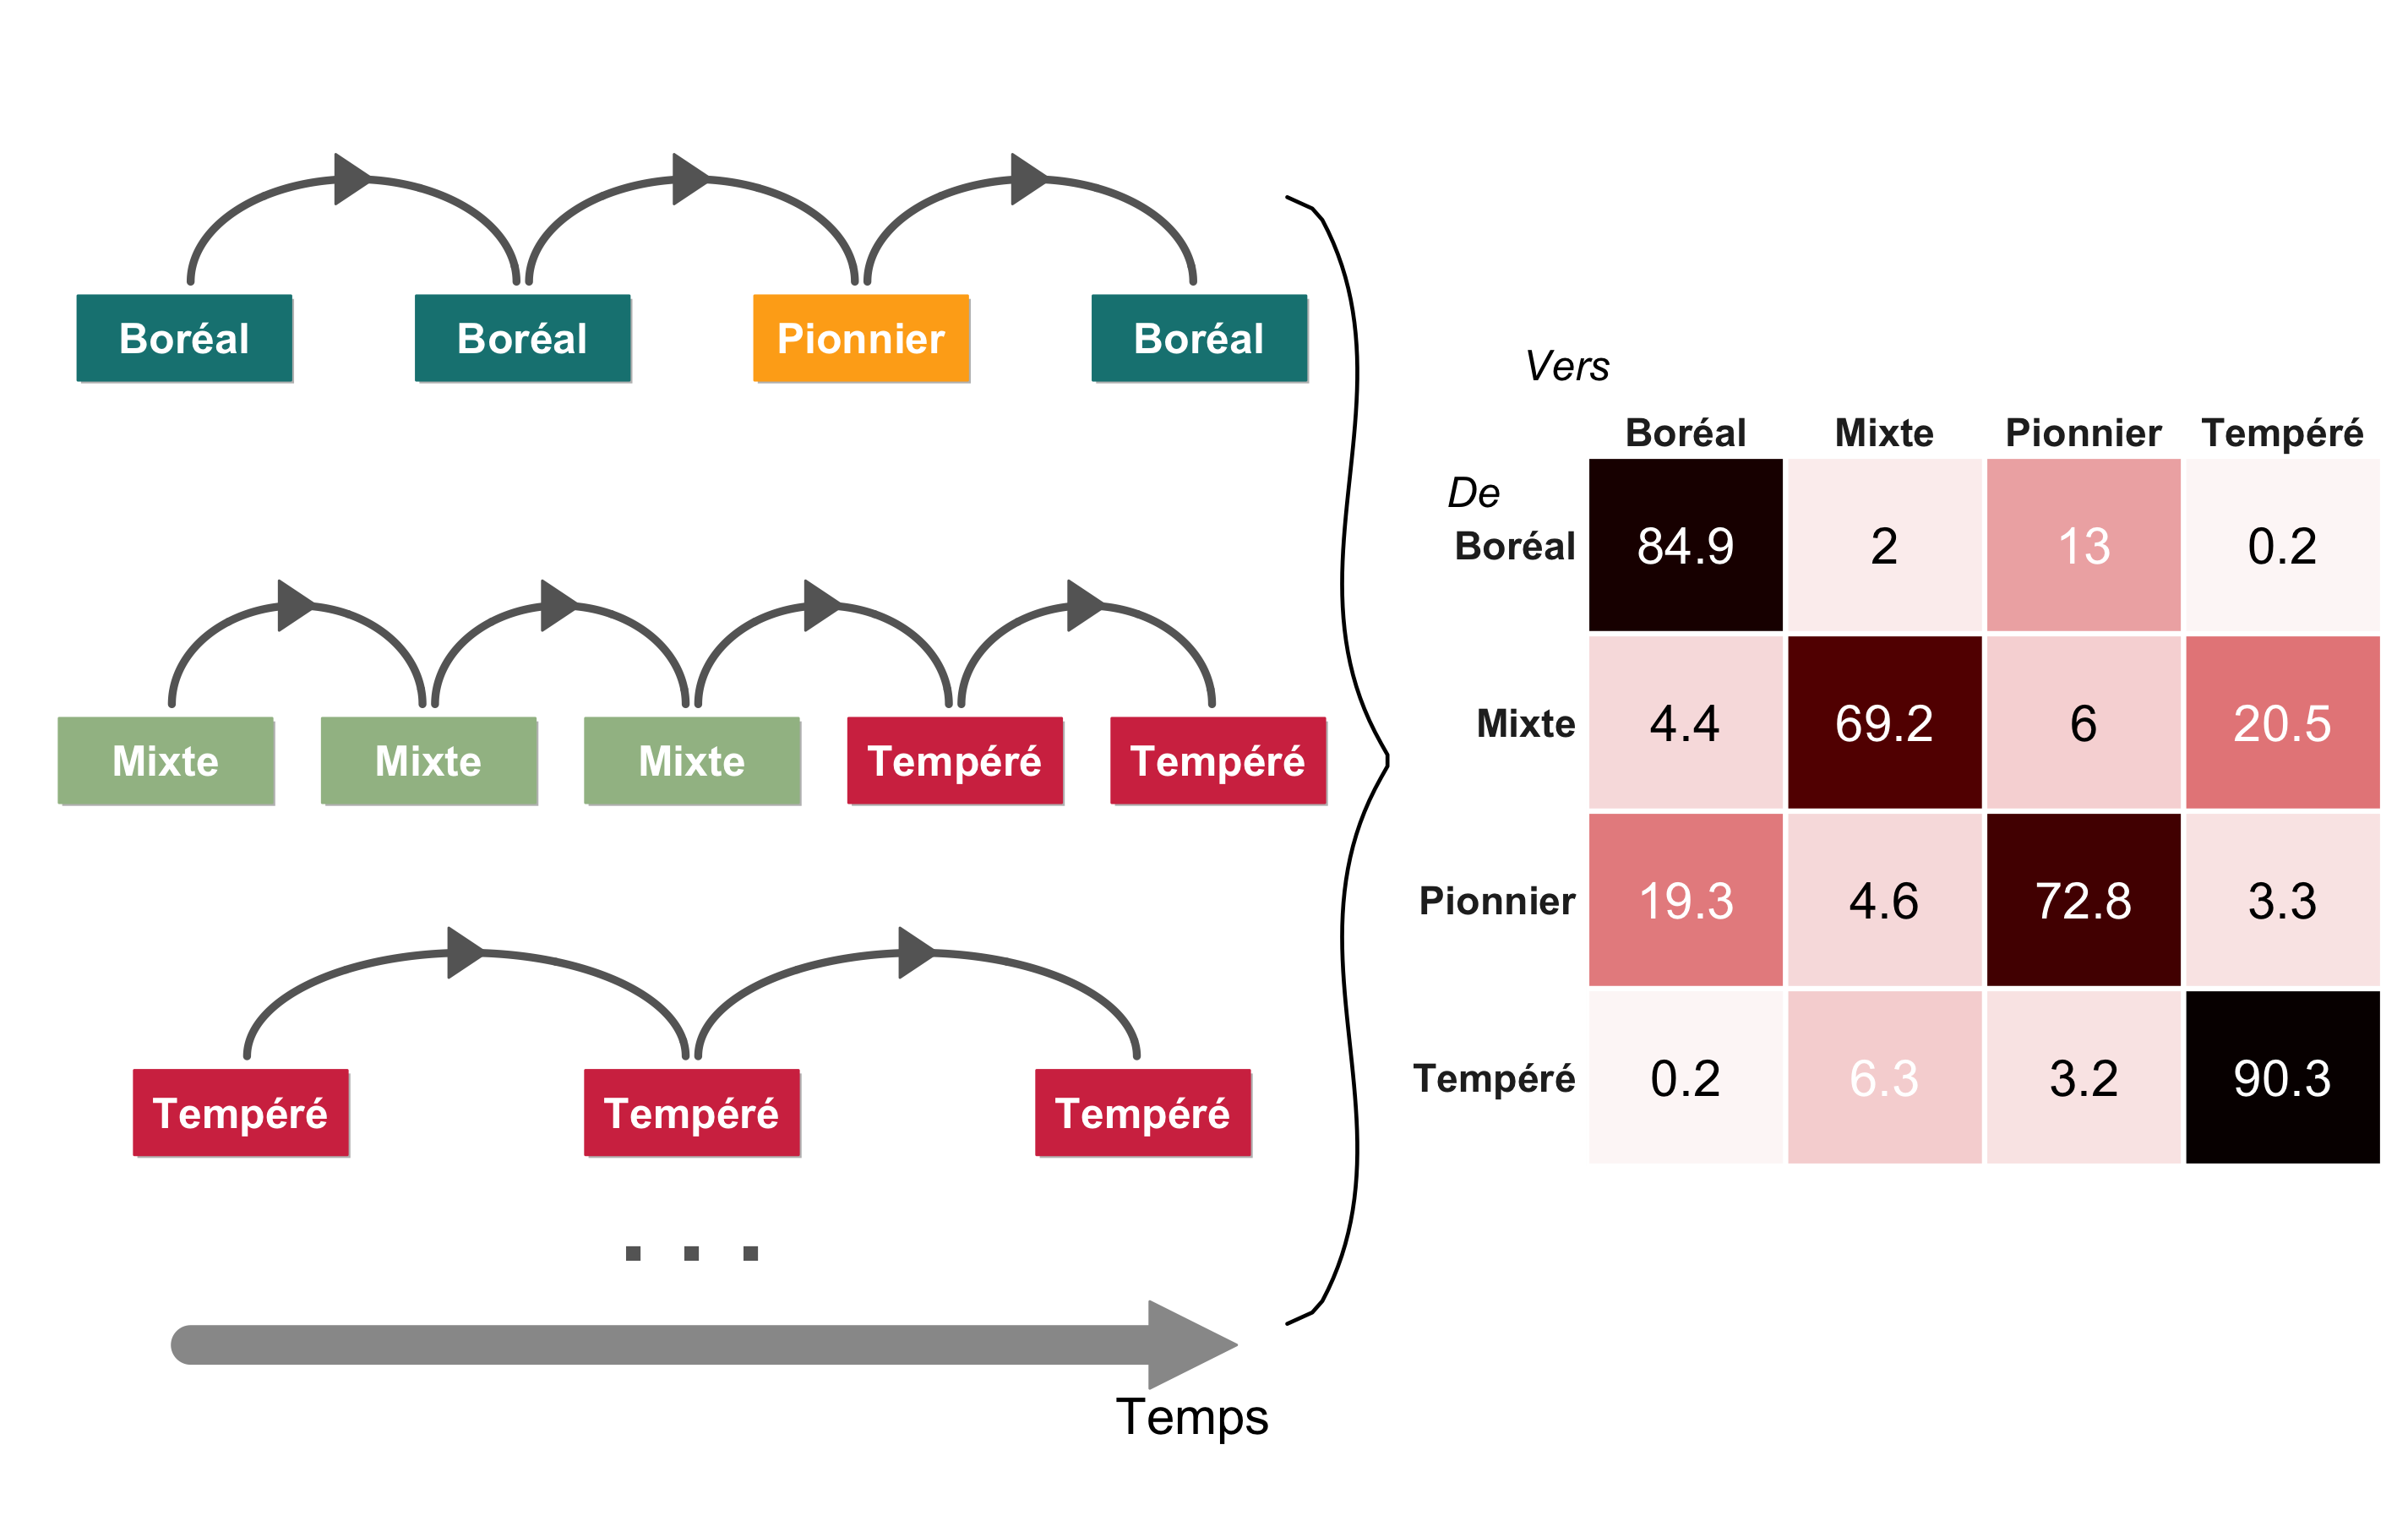 Boréal Boréal Pionnier Boréal
Mixte Mixte Mixte Tempéré Tempéré
Tempéré Tempéré Tempéré
. . .
Temps
Vers
Boréal Mixte Pionnier Tempéré
De
Boréal 84.9 2 13 0.2
Mixte 4.4 69.2 6 20.5
Pionnier 19.3 4.6 72.8 3.3
Tempéré 0.2 6.3 3.2 90.3